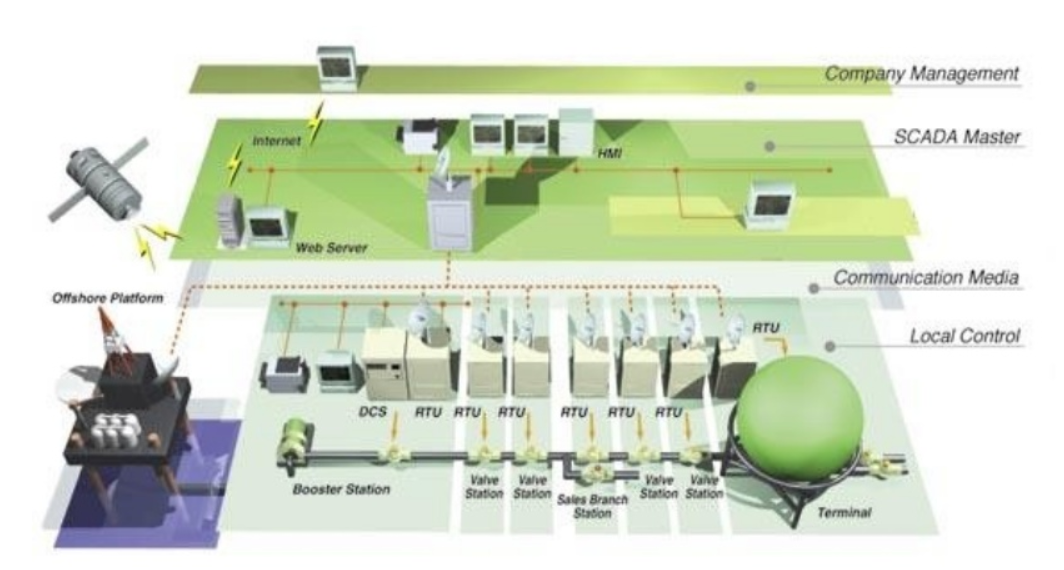 Company Management
SCADA Master
Internet
HMI
Web Server
Communication Media
Offshore Platform
Local Control
RTU
DCS RTU RTU RTU RTU RTU RTU
Booster Station
Valve Station
Valve Station
Sales Branch Station
Valve Station
Valve Station
Terminal